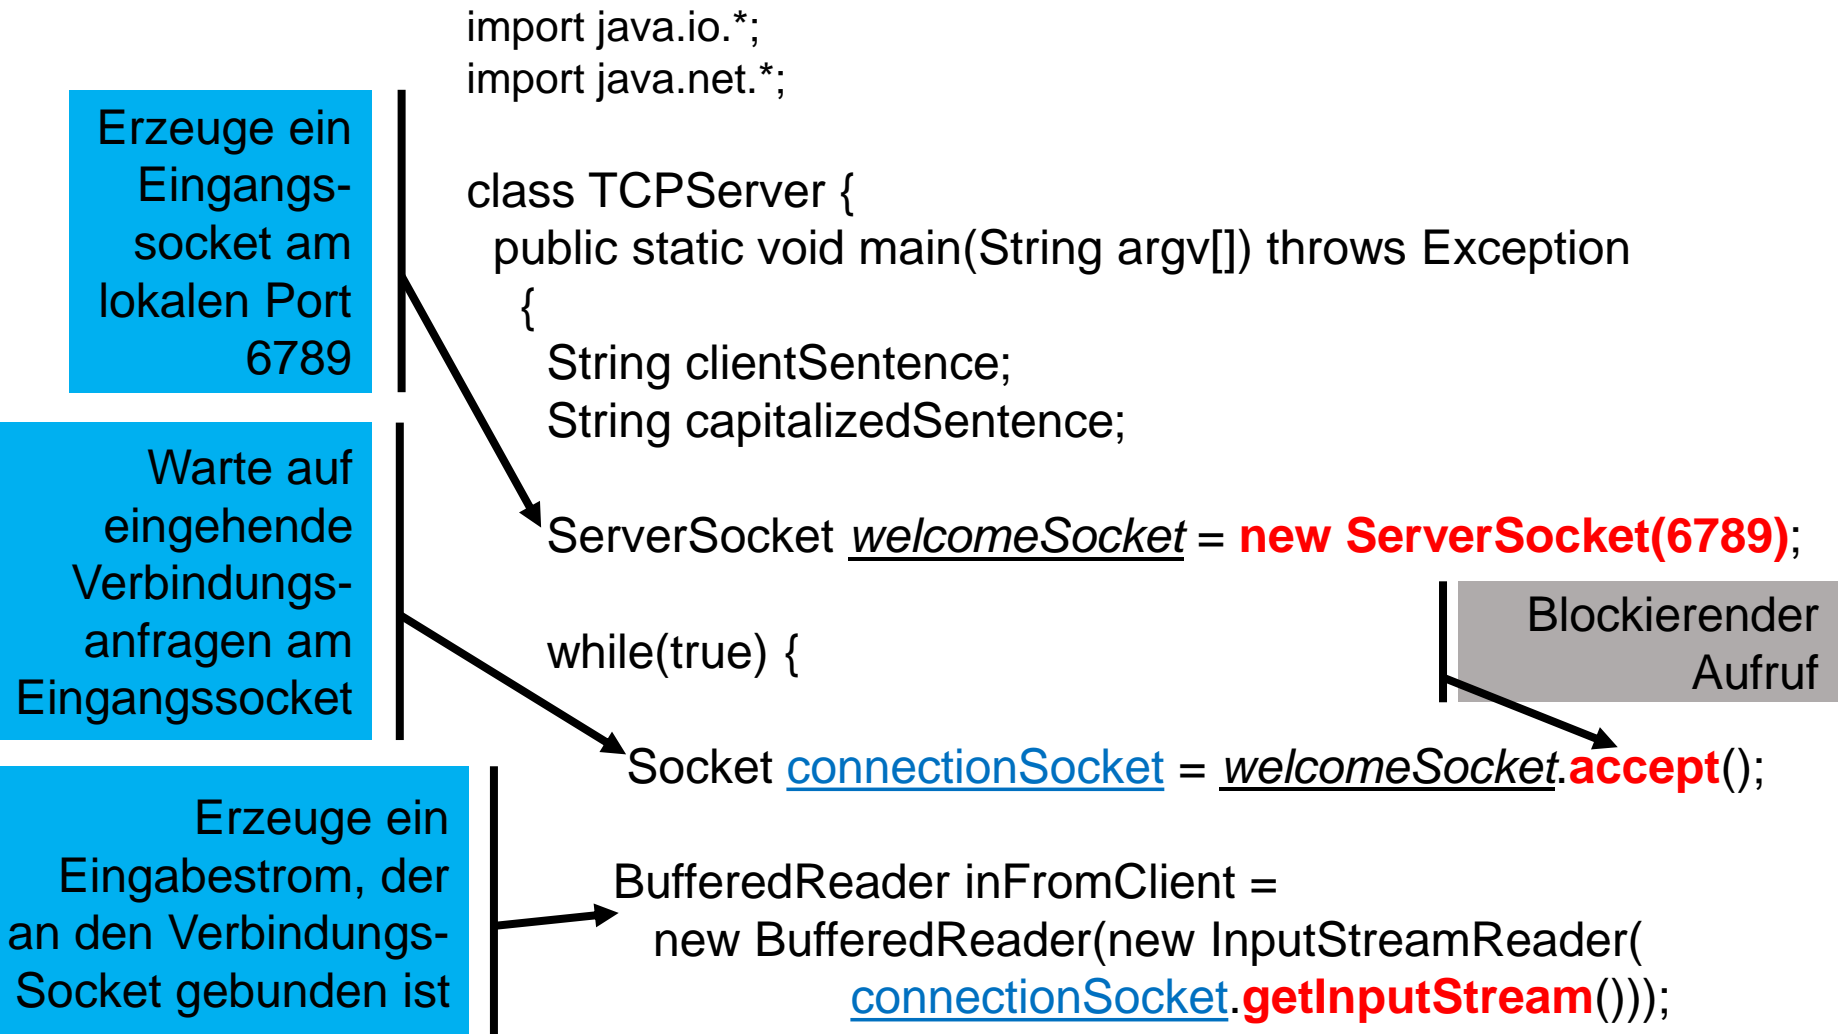 import java.io.*;
import java.net.*;
Erzeuge ein
Eingangs-
socket am
lokalen Port
6789
class TCPServer {
public static void main(String argv[]) throws Exception
{
String clientSentence;
String capitalizedSentence;
Warte auf
eingehende
Verbindungs-
anfragen am
Eingangssocket
ServerSocket welcomeSocket = new ServerSocket(6789);
Blockierender
Aufruf
while(true) {
Socket connectionSocket = welcomeSocket.accept();
Erzeuge ein
Eingabestrom, der
an den Verbindungs-
Socket gebunden ist
BufferedReader inFromClient =
new BufferedReader(new InputStreamReader(
connectionSocket.getInputStream()));